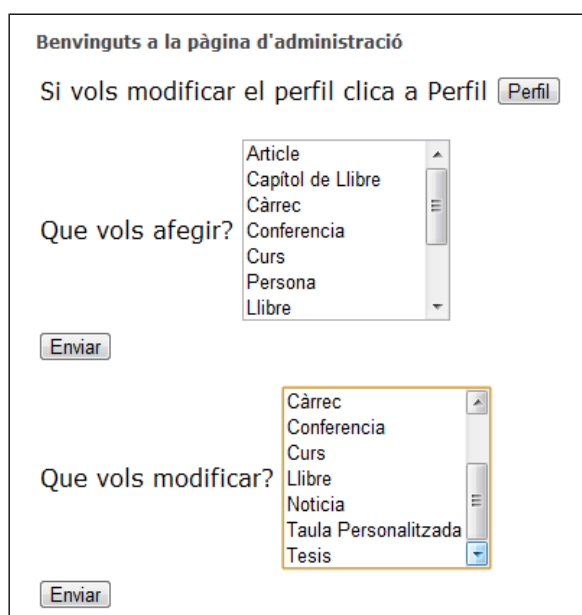 Benvinguts a la pàgina d'administració
Si vols modificar el perfil clica a Perfil Perfil
Article
Capítol de Llibre
Càrrec
Que vols afegir? Conferencia
Curs
Persona
Llibre
Enviar
Càrrec
Conferencia
Curs
Que vols modificar? Llibre
Noticia
Taula Personalitzada
Tesis
Enviar